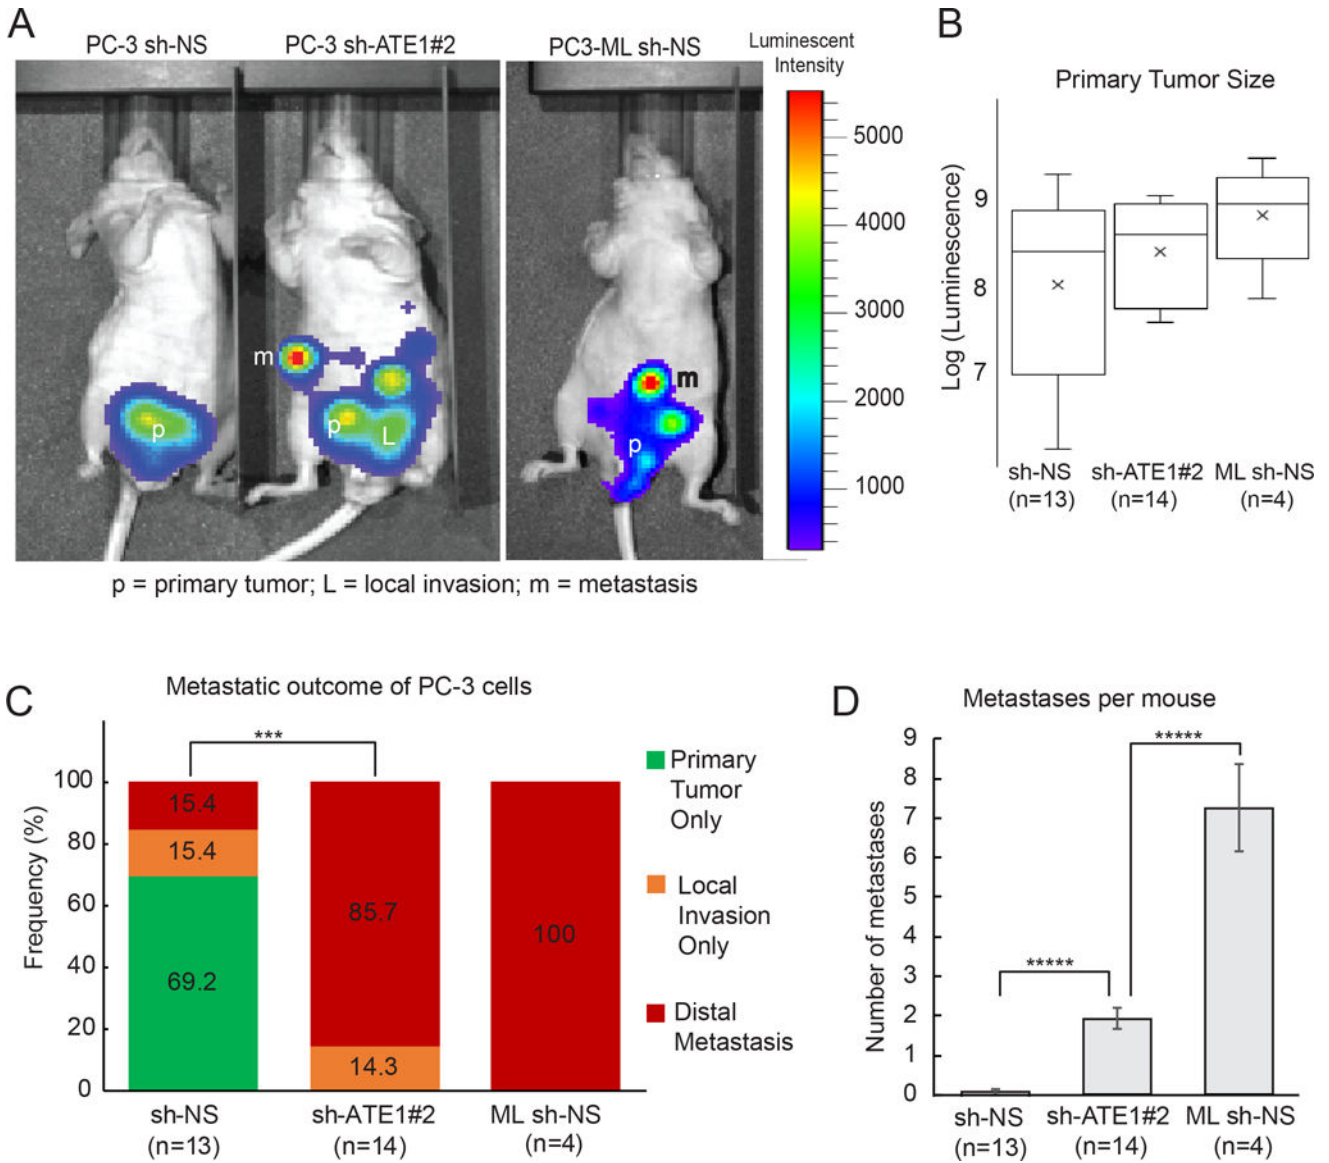 A
PC-3 sh-NS
PC-3 sh-ATE1#2
PC3-ML sh-NS
Luminescent
Intensity
5000
4000
3000
2000
1000
m
p
p
L
m
p
p = primary tumor; L = local invasion; m = metastasis
B
Primary Tumor Size
Log (Luminescence)
9
8
7
sh-NS
(n=13)
sh-ATE1#2
(n=14)
ML sh-NS
(n=4)
C
Metastatic outcome of PC-3 cells
***
Frequency (%)
100
80
60
40
20
0
15.4
15.4
69.2
85.7
14.3
100
sh-NS
(n=13)
sh-ATE1#2
(n=14)
ML sh-NS
(n=4)
Primary
Tumor
Only
Local
Invasion
Only
Distal
Metastasis
D
Metastases per mouse
*****
*****
Number of metastases
9
8
7
6
5
4
3
2
1
0
sh-NS
(n=13)
sh-ATE1#2
(n=14)
ML sh-NS
(n=4)